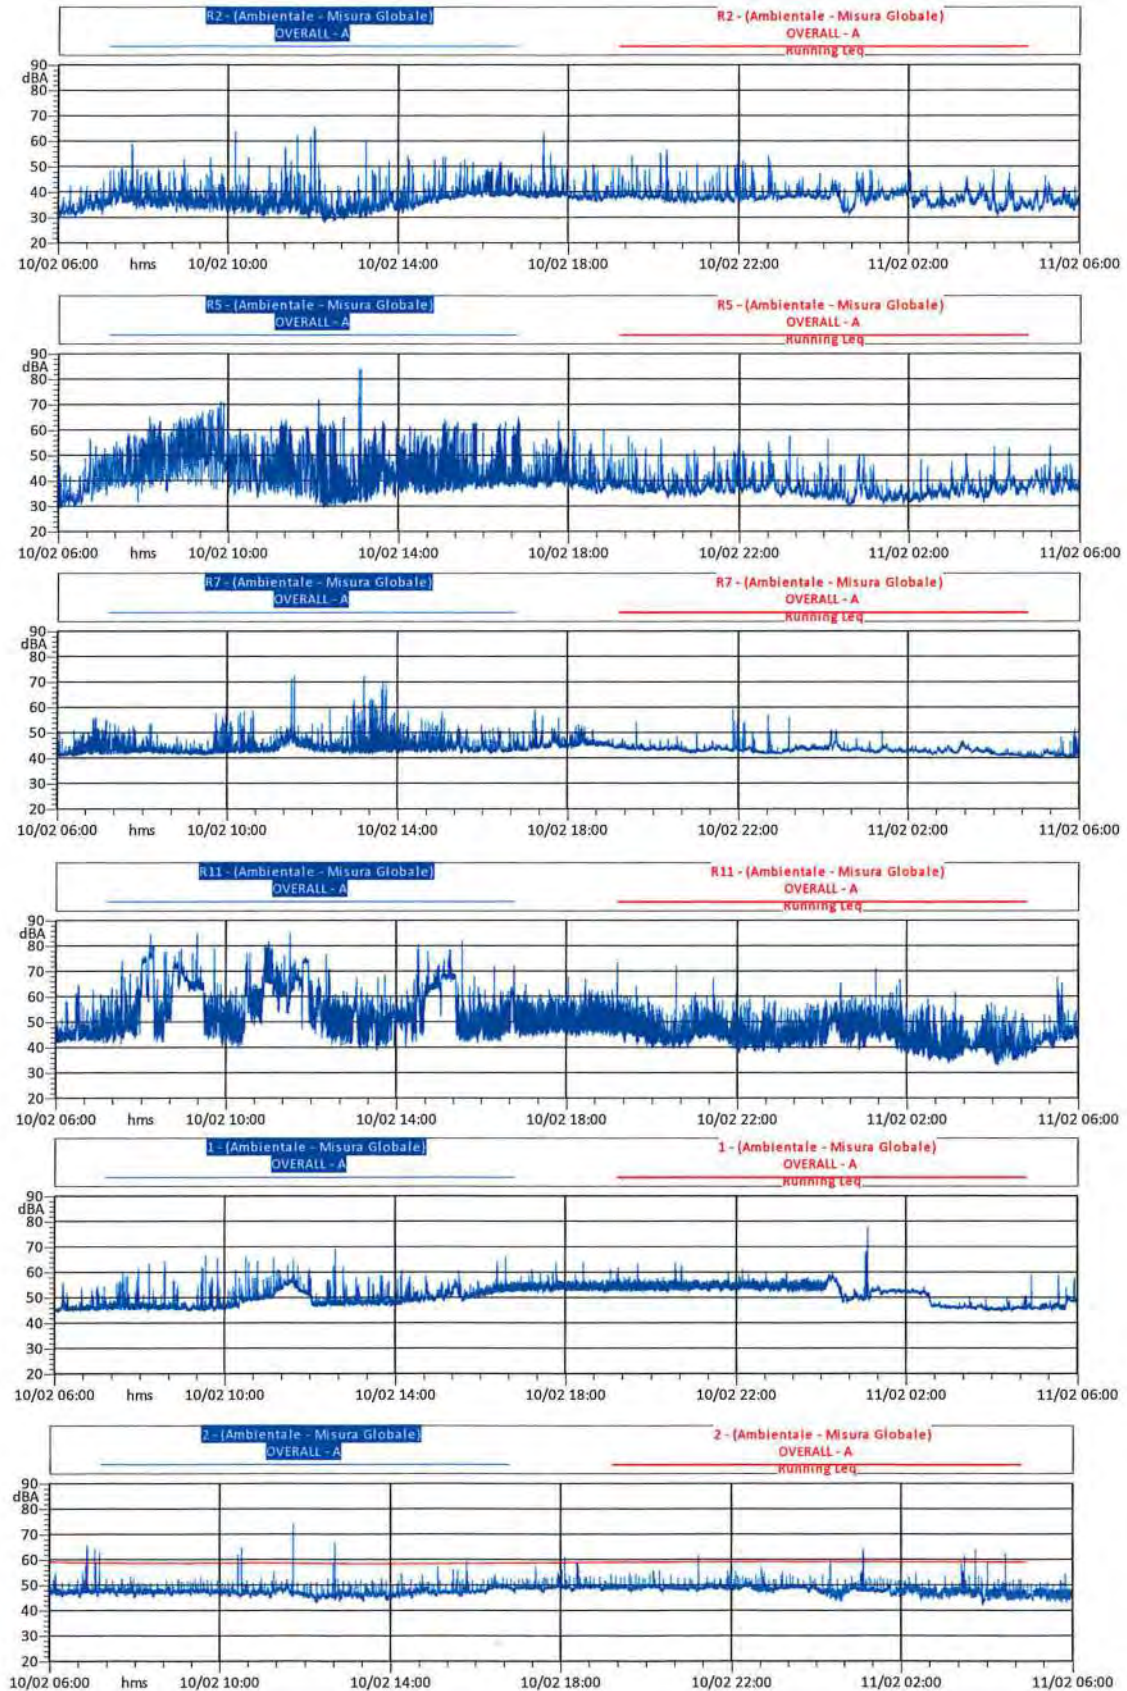 R2 - (Ambientale - Misura Globale) R2 - (Ambientale - Misura Globale)
OVERALL - A OVERALL - A
Running Leq
90
dBA
80
70
60
50
40
30
20
10/02 06:00 hms 10/02 10:00 10/02 14:00 10/02 18:00 10/02 22:00 11/02 02:00 11/02 06:00
R5 - (Ambientale - Misura Globale) R5 - (Ambientale - Misura Globale)
OVERALL - A OVERALL - A
Running Leq
90
dBA
80
70
60
50
40
30
20
10/02 06:00 hms 10/02 10:00 10/02 14:00 10/02 18:00 10/02 22:00 11/02 02:00 11/02 06:00
R7 - (Ambientale - Misura Globale) R7 - (Ambientale - Misura Globale)
OVERALL - A OVERALL - A
Running Leq
90
dBA
80
70
60
50
40
30
20
10/02 06:00 hms 10/02 10:00 10/02 14:00 10/02 18:00 10/02 22:00 11/02 02:00 11/02 06:00
R11 - (Ambientale - Misura Globale) R11 - (Ambientale - Misura Globale)
OVERALL - A OVERALL - A
Running Leq
90
dBA
80
70
60
50
40
30
20
10/02 06:00 hms 10/02 10:00 10/02 14:00 10/02 18:00 10/02 22:00 11/02 02:00 11/02 06:00
1 - (Ambientale - Misura Globale) 1 - (Ambientale - Misura Globale)
OVERALL - A OVERALL - A
Running Leq
90
dBA
80
70
60
50
40
30
20
10/02 06:00 hms 10/02 10:00 10/02 14:00 10/02 18:00 10/02 22:00 11/02 02:00 11/02 06:00
2 - (Ambientale - Misura Globale) 2 - (Ambientale - Misura Globale)
OVERALL - A OVERALL - A
Running Leq
90
dBA
80
70
60
50
40
30
20
10/02 06:00 hms 10/02 10:00 10/02 14:00 10/02 18:00 10/02 22:00 11/02 02:00 11/02 06:00